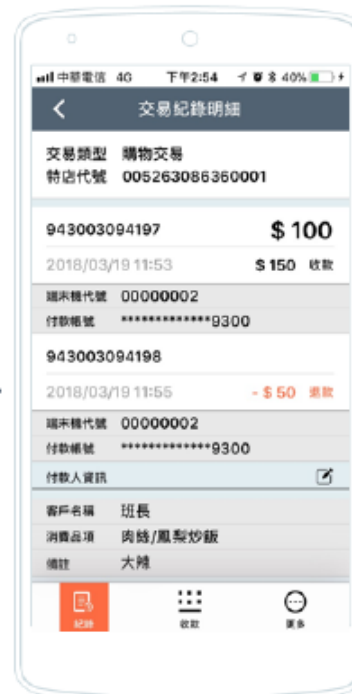 中華電信 4G 下午2:54 40%
交易紀錄明細
交易類型 購物交易
特店代號 005263086360001
943003094197 $100
2018/03/19 11:53 $150 收款
端末機代號 00000002
付款帳號 *************9300
943003094198
2018/03/19 11:55 - $50 退款
端末機代號 00000002
付款帳號 *************9300
付款人資訊
客戶名稱 班長
消費品項 肉絲/鳳梨炒飯
備註 大辣
紀錄 收款 更多